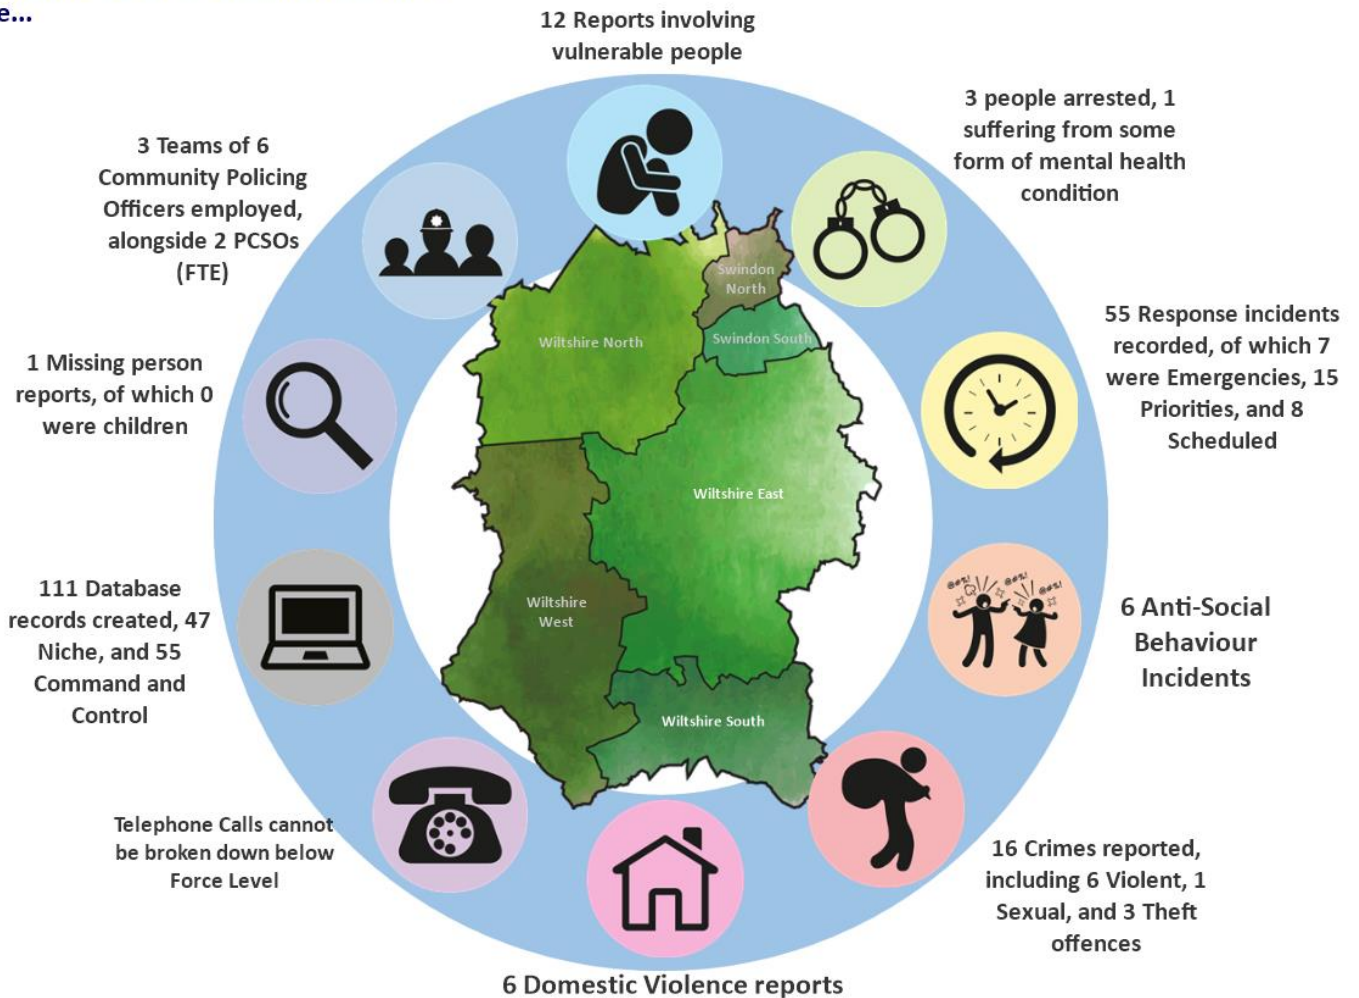 e...
12 Reports involving
vulnerable people
3 people arrested, 1
suffering from some
form of mental health
condition
3 Teams of 6
Community Policing
Officers employed,
alongside 2 PCSOs
(FTE)
55 Response incidents
recorded, of which 7
were Emergencies, 15
Priorities, and 8
Scheduled
1 Missing person
reports, of which 0
were children
Swindon
North
Wiltshire North
Swindon South
Wiltshire East
Wiltshire
West
Wiltshire South
@#%!
@#%!
@#%!
6 Anti-Social
Behaviour
Incidents
111 Database
records created, 47
Niche, and 55
Command and
Control
Telephone Calls cannot
be broken down below
Force Level
16 Crimes reported,
including 6 Violent, 1
Sexual, and 3 Theft
offences
6 Domestic Violence reports